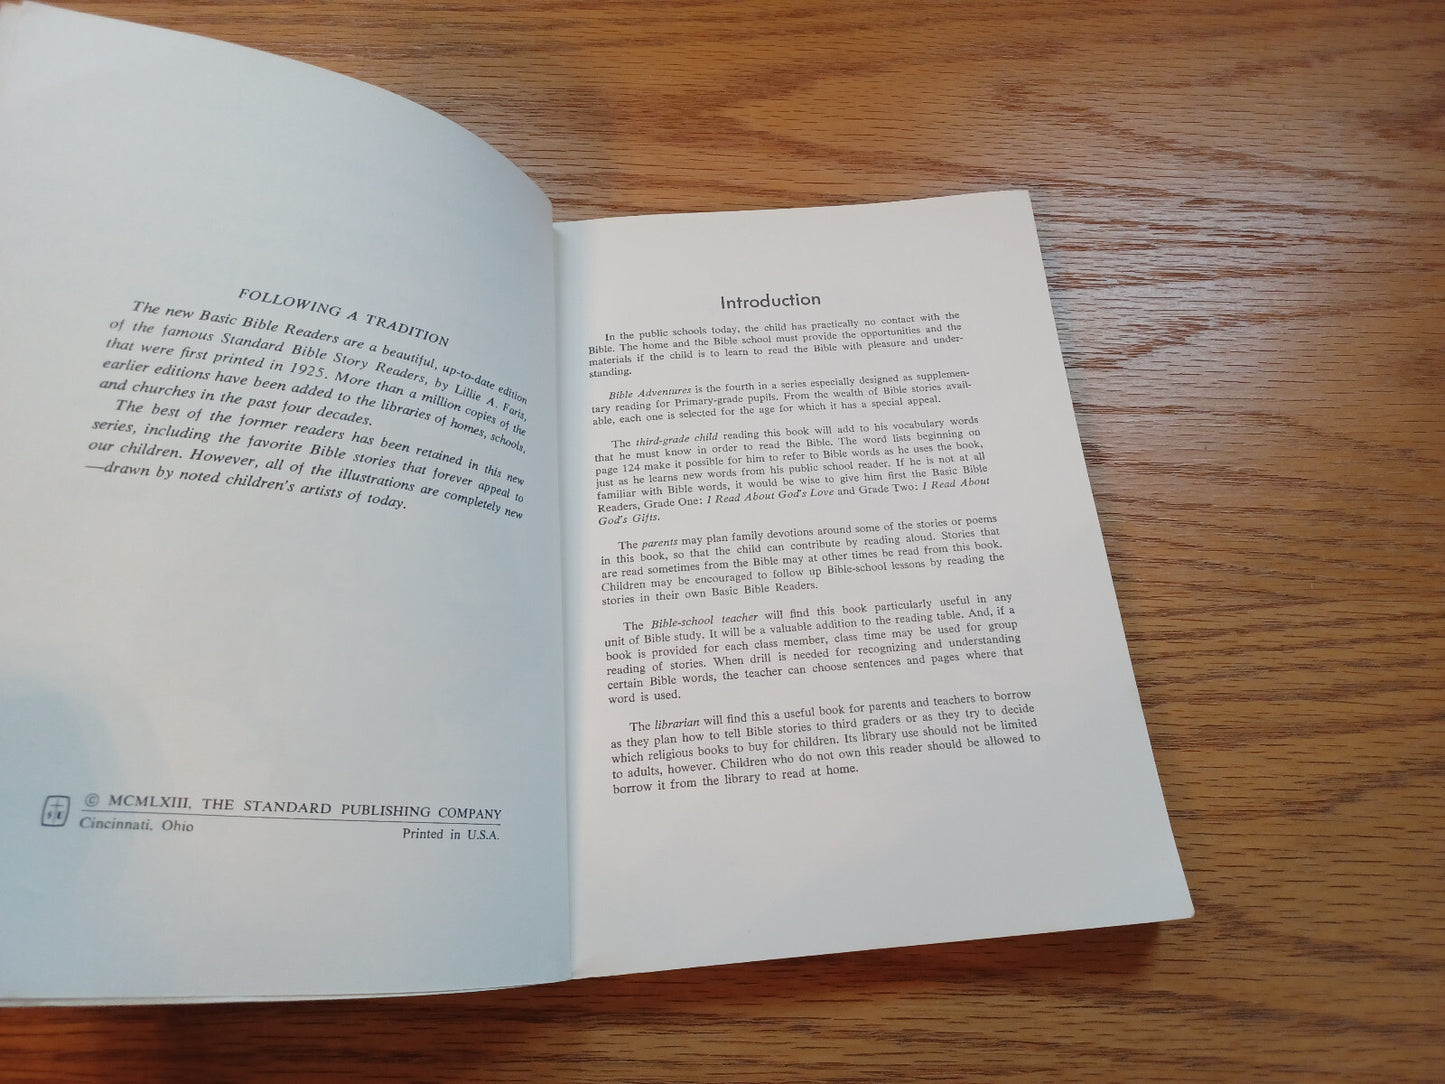 FOLLOWING A TRADITION
The new Basic Bible Readers are a beautiful, up-to-date edition
of the famous Standard Bible Story Readers, by Lillie A. Faris,
that were first printed in 1925. More than a million copies of the
earlier editions have been added to the libraries of homes, schools,
and churches in the past four decades.
The best of the former readers has been retained in this new
series, including the favorite Bible stories that forever appeal to
our children. However, all of the illustrations are completely new
—drawn by noted children's artists of today.
S E
© MCMLXIII, THE STANDARD PUBLISHING COMPANY
Cincinnati, Ohio Printed in U.S.A.
Introduction
In the public schools today, the child has practically no contact with the
Bible. The home and the Bible school must provide the opportunities and the
materials if the child is to learn to read the Bible with pleasure and under-
standing.
Bible Adventures is the fourth in a series especially designed as supplemen-
tary reading for Primary-grade pupils. From the wealth of Bible stories avail-
able, each one is selected for the age for which it has a special appeal.
The third-grade child reading this book will add to his vocabulary words
that he must know in order to read the Bible. The word lists beginning on
page 124 make it possible for him to refer to Bible words as he uses the book,
just as he learns new words from his public school reader. If he is not at all
familiar with Bible words, it would be wise to give him first the Basic Bible
Readers, Grade One: I Read About God's Love and Grade Two: I Read About
God's Gifts.
The parents may plan family devotions around some of the stories or poems
in this book, so that the child can contribute by reading aloud. Stories that
are read sometimes from the Bible may at other times be read from this book.
Children may be encouraged to follow up Bible-school lessons by reading the
stories in their own Basic Bible Readers.
The Bible-school teacher will find this book particularly useful in any
unit of Bible study. It will be a valuable addition to the reading table. And, if a
book is provided for each class member, class time may be used for group
reading of stories. When drill is needed for recognizing and understanding
certain Bible words, the teacher can choose sentences and pages where that
word is used.
The librarian will find this a useful book for parents and teachers to borrow
as they plan how to tell Bible stories to third graders or as they try to decide
which religious books to buy for children. Its library use should not be limited
to adults, however. Children who do not own this reader should be allowed to
borrow it from the library to read at home.